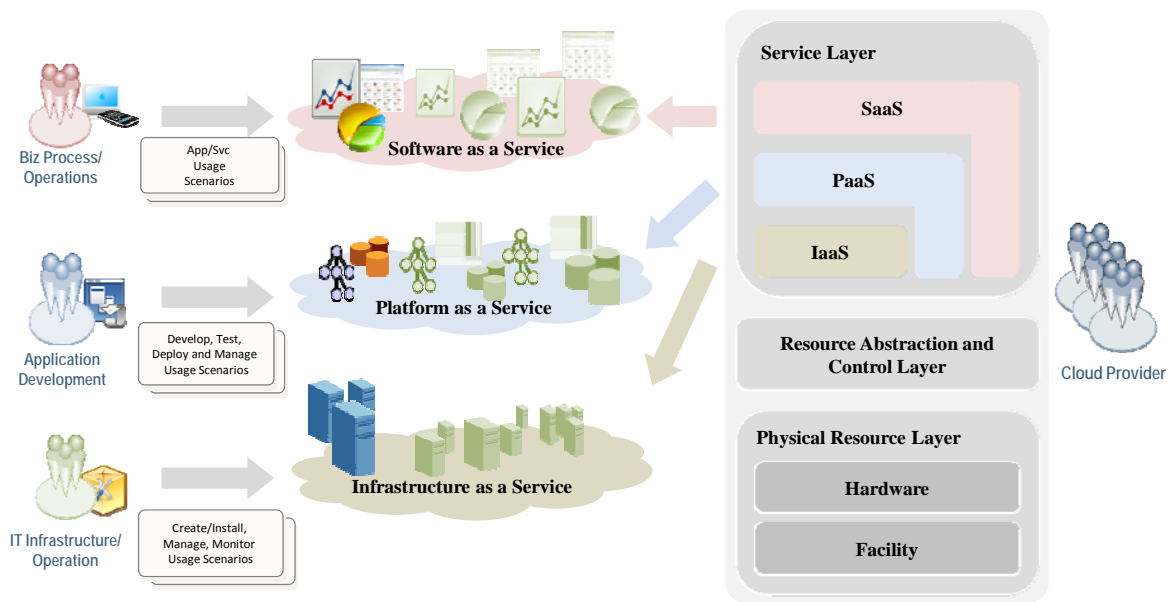 Biz Process/
Operations
App/Svc
Usage
Scenarios
Software as a Service
Application
Development
Develop, Test,
Deploy and Manage
Usage Scenarios
Platform as a Service
IT Infrastructure/
Operation
Create/Install,
Manage, Monitor
Usage Scenarios
Infrastructure as a Service
Service Layer
SaaS
PaaS
IaaS
Resource Abstraction and
Control Layer
Physical Resource Layer
Hardware
Facility
Cloud Provider